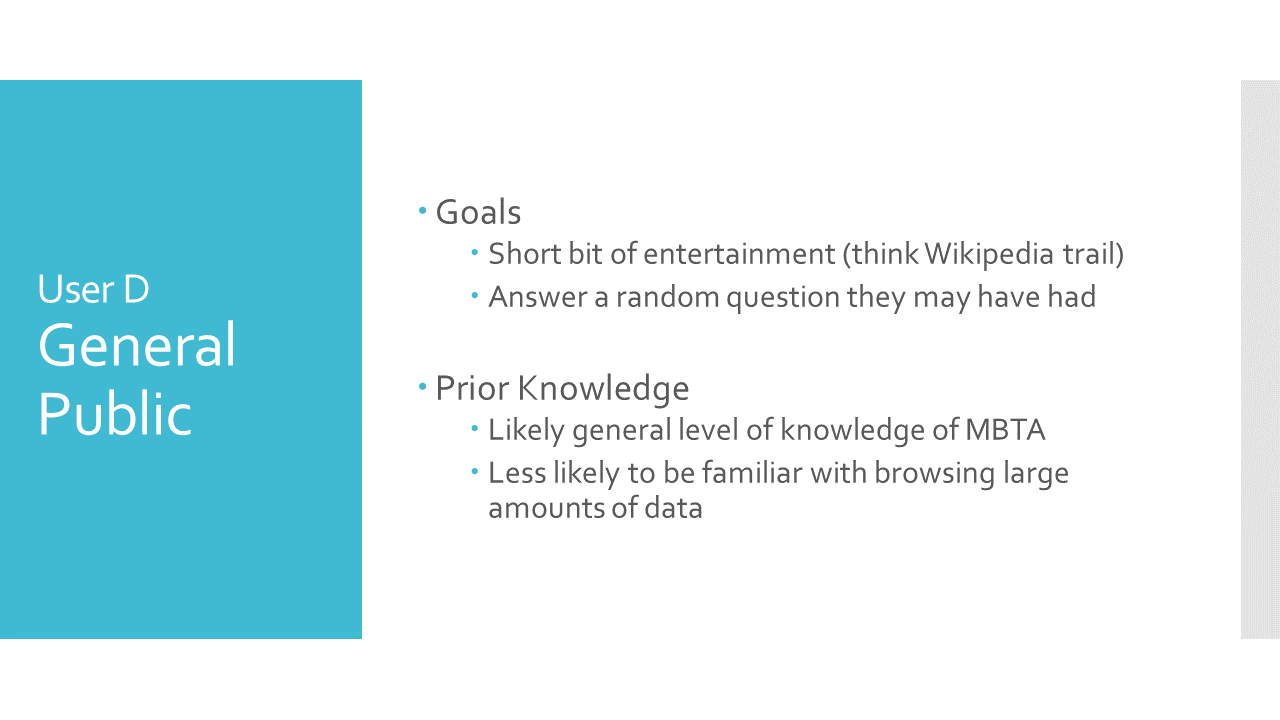 User D
General
Public
• Goals
• Short bit of entertainment (think Wikipedia trail)
• Answer a random question they may have had
• Prior Knowledge
• Likely general level of knowledge of MBTA
• Less likely to be familiar with browsing large
amounts of data